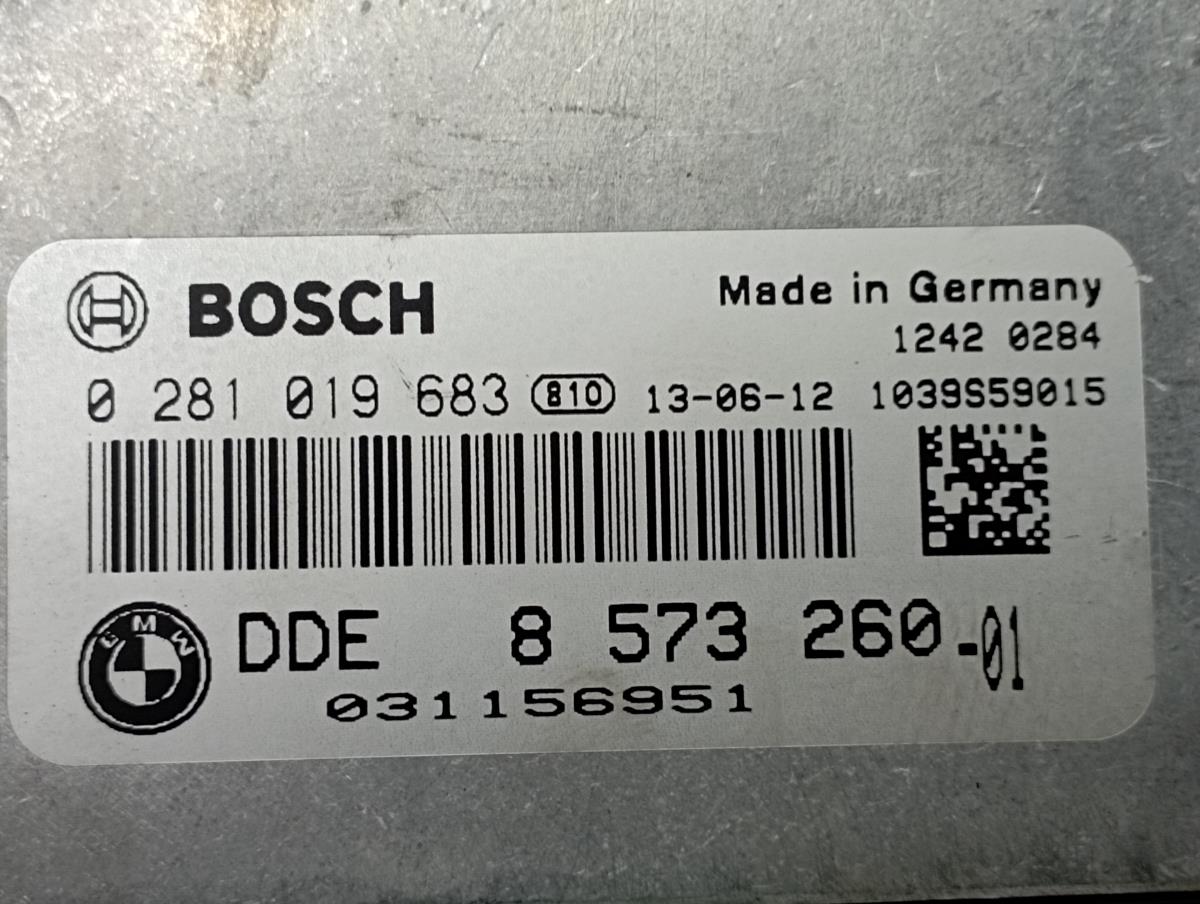 BOSCH
Made in Germany
1242 0284
0 281 019 683 810 13-06-12 1039S59015
BMW
DDE 8 573 260-01
031156951